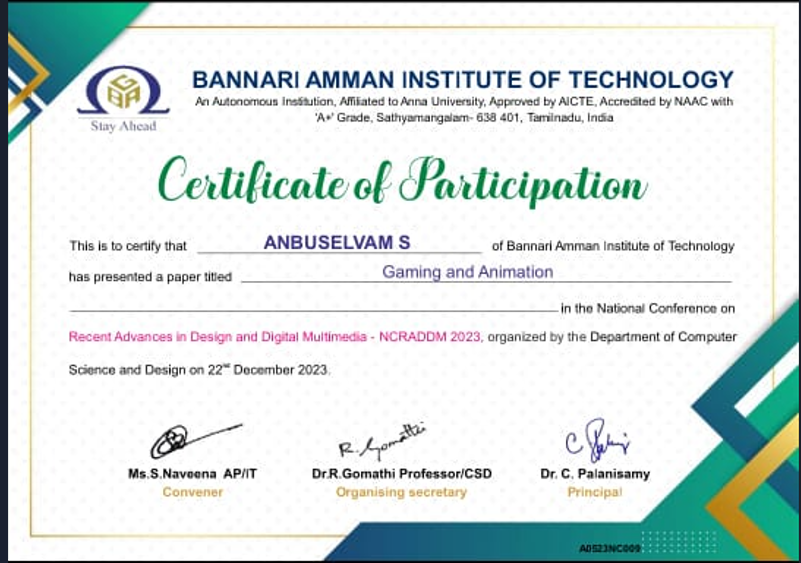 BANNARI AMMAN INSTITUTE OF TECHNOLOGY
An Autonomous Institution, Affiliated to Anna University, Approved by AICTE, Accredited by NAAC with
'A+' Grade, Sathyamangalam- 638 401, Tamilnadu, India
Stay Ahead
Certificate of Participation
This is to certify that ANBUSELVAM S of Bannari Amman Institute of Technology
has presented a paper titled Gaming and Animation
in the National Conference on
Recent Advances in Design and Digital Multimedia - NCRADDM 2023, organized by the Department of Computer
Science and Design on 22nd December 2023.
R. Gomathi
Ms.S.Naveena AP/IT Dr.R.Gomathi Professor/CSD Dr. C. Palanisamy
Convener Organising secretary Principal
A0523NC009